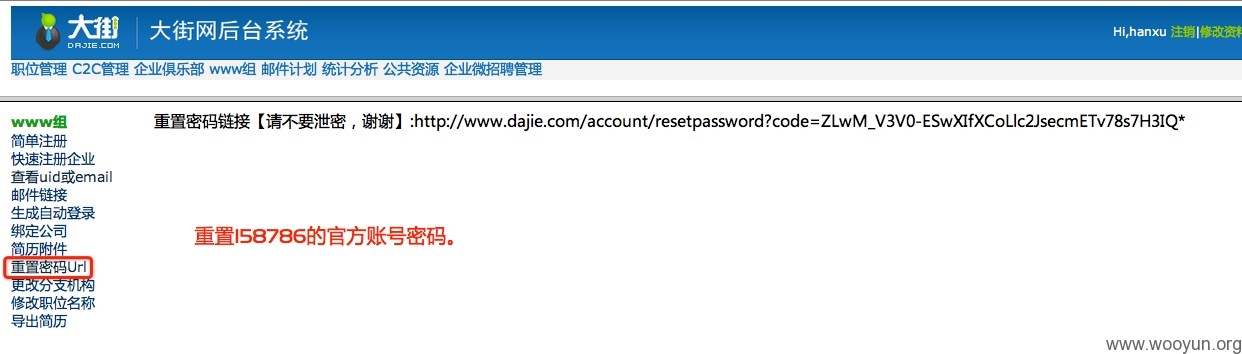 大街 DAJIE.COM 大街网后台系统 Hi,hanxu 注销|修改资料
职位管理 C2C管理 企业俱乐部 www组 邮件计划 统计分析 公共资源 企业微招聘管理
www组
重置密码链接【请不要泄密，谢谢】:http://www.dajie.com/account/resetpassword?code=ZLwM_V3V0-ESwXIfXCoLlc2JsecmETv78s7H3IQ*
简单注册
快速注册企业
查看uid或email
邮件链接
生成自动登录
绑定公司
重置158786的官方账号密码。
简历附件
重置密码Url
更改分支机构
修改职位名称
导出简历
www.wooyun.org